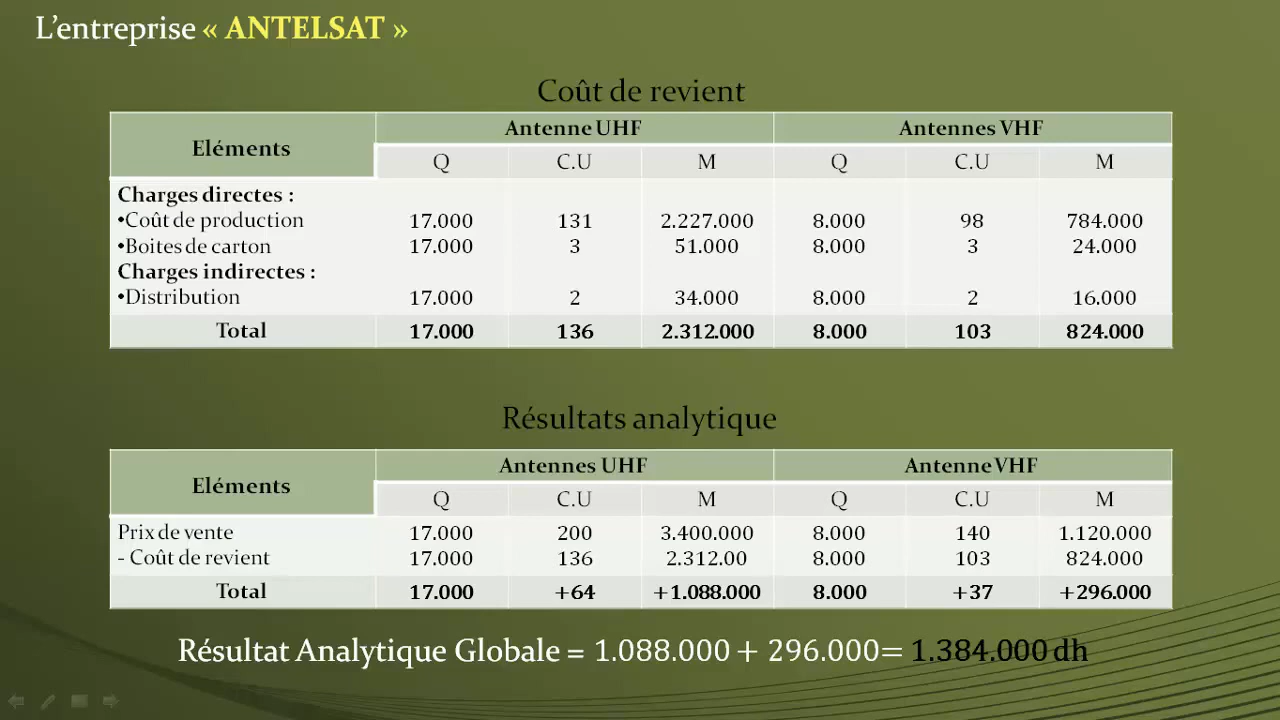 L'entreprise « ANTELSAT »
Coût de revient
Eléments Antenne UHF Antennes VHF
Q C.U M Q C.U M
Charges directes :
•Coût de production 17.000 131 2.227.000 8.000 98 784.000
•Boites de carton 17.000 3 51.000 8.000 3 24.000
Charges indirectes :
•Distribution 17.000 2 34.000 8.000 2 16.000
Total 17.000 136 2.312.000 8.000 103 824.000
Résultats analytique
Eléments Antennes UHF Antenne VHF
Q C.U M Q C.U M
Prix de vente 17.000 200 3.400.000 8.000 140 1.120.000
- Coût de revient 17.000 136 2.312.00 8.000 103 824.000
Total 17.000 +64 +1.088.000 8.000 +37 +296.000
Résultat Analytique Globale = 1.088.000 + 296.000= 1.384.000 dh